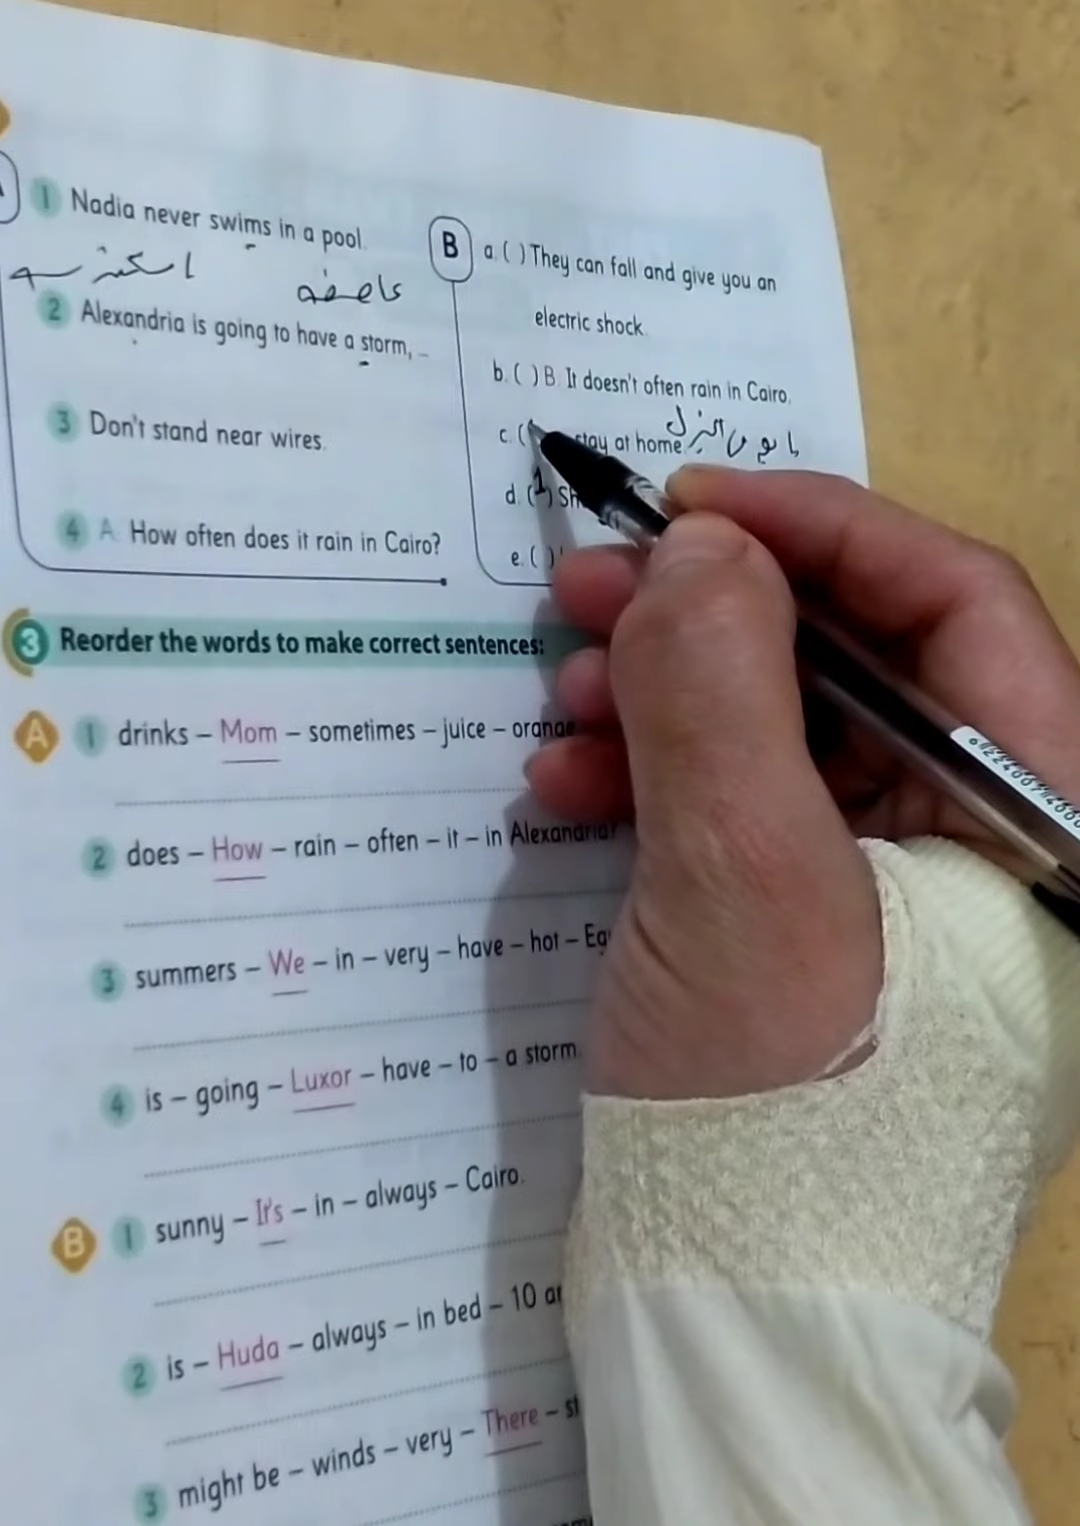 1 Nadia never swims in a pool.
عاصفه
2 Alexandria is going to have a storm, ...
3 Don't stand near wires.
4 A. How often does it rain in Cairo?
B
a. ( ) They can fall and give you an
electric shock.
b. ( ) B. It doesn't often rain in Cairo.
c. ( stay at home.
d. (1) Sh
e. ( )
3 Reorder the words to make correct sentences:
A 1 drinks – Mom – sometimes – juice – orange
2 does – How – rain – often – it – in Alexandria?
3 summers – We – in – very – have – hot – Eg
4 is – going – Luxor – have – to – a storm.
B 1 sunny – It's – in – always – Cairo.
2 is – Huda – always – in bed – 10
3 might be – winds – very – There – st